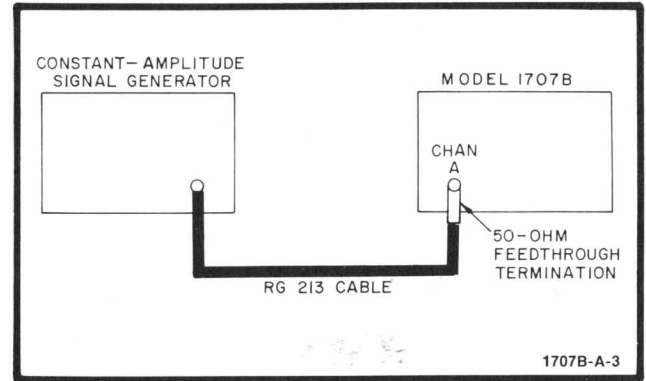 CONSTANT-AMPLITUDE
SIGNAL GENERATOR
MODEL 1707B
CHAN
A
50-OHM
FEEDTHROUGH
TERMINATION
RG 213 CABLE
1707B-A-3